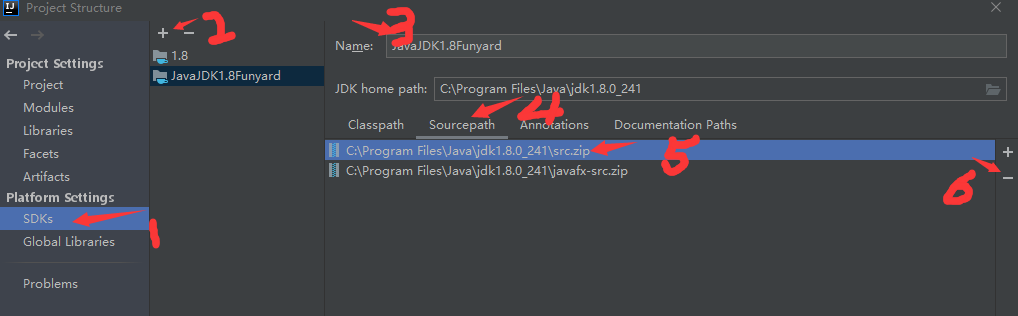 Project Structure
2
3
Name: JavaJDK1.8Funyard
1.8
Project Settings
JavaJDK1.8Funyard
Project
JDK home path: C:\Program Files\Java\jdk1.8.0_241
Modules
4
Libraries
Classpath Sourcepath Annotations Documentation Paths
Facets
C:\Program Files\Java\jdk1.8.0_241\src.zip
5
Artifacts
C:\Program Files\Java\jdk1.8.0_241\javafx-src.zip
6
Platform Settings
SDKs
1
Global Libraries
Problems